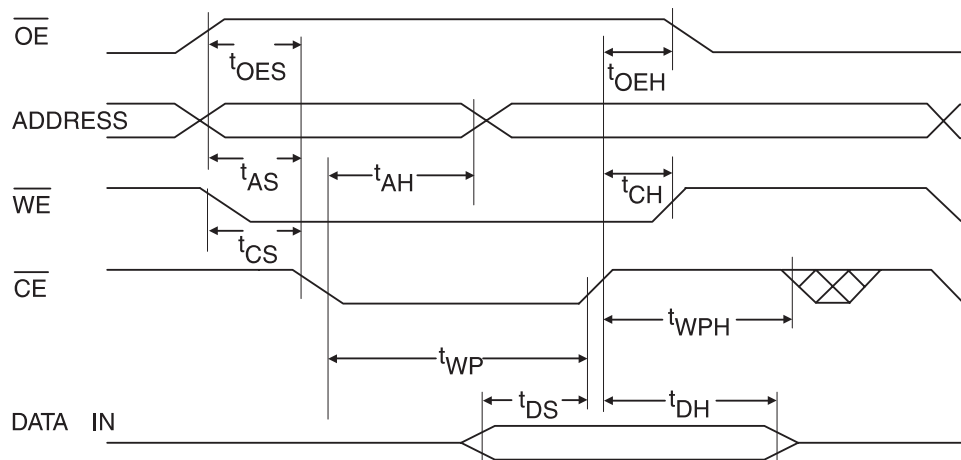 OE
tOES
tOEH
ADDRESS
tAS
tAH
WE
tCH
tCS
CE
tWPH
tWP
tDS
tDH
DATA IN